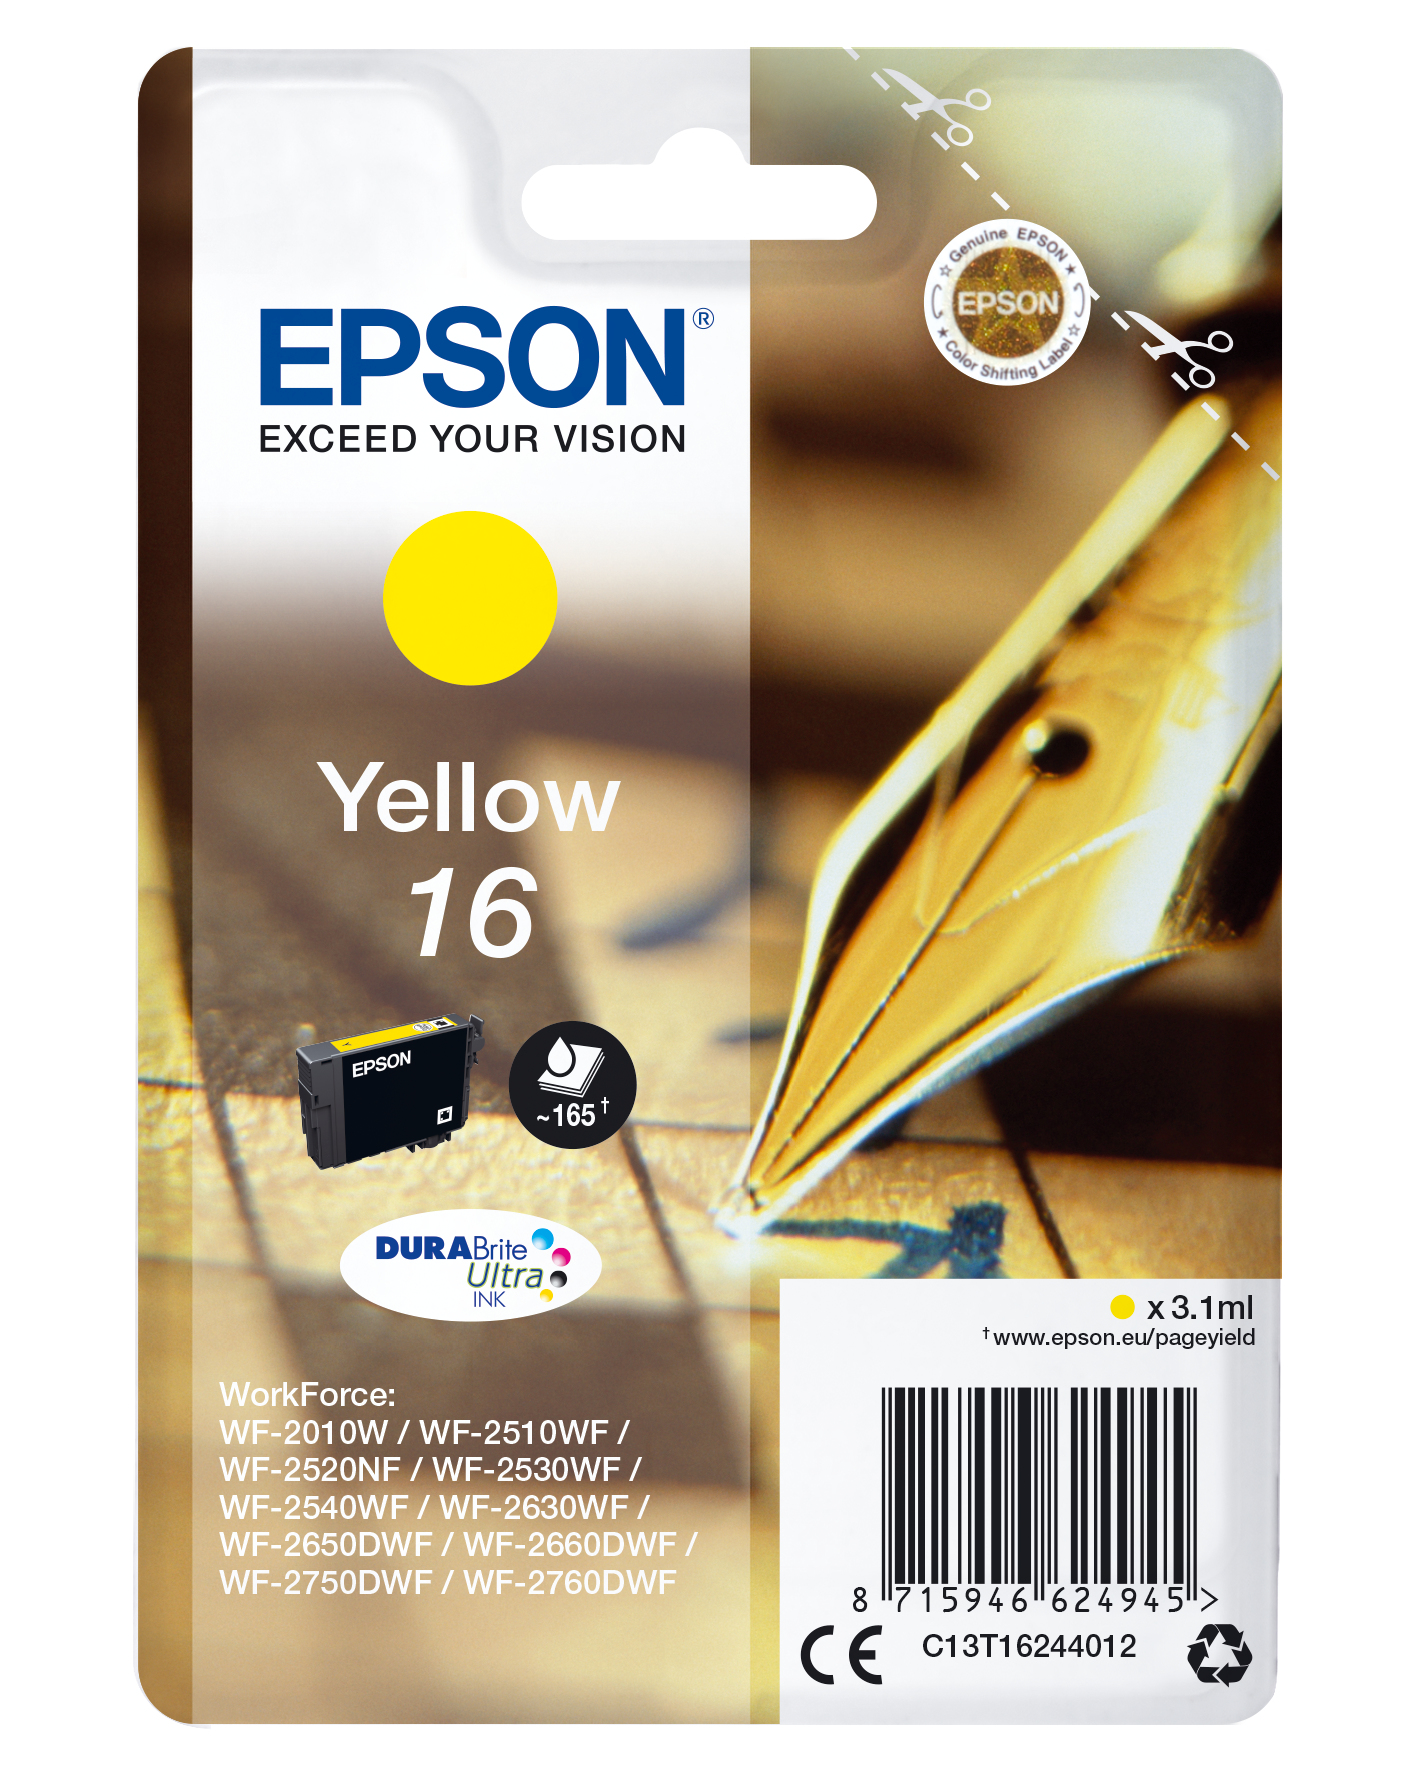 Genuine EPSON
EPSON
Color Shifting Label
EPSON®
EXCEED YOUR VISION
Yellow
16
EPSON
~165†
DURABrite
Ultra
INK
x 3.1ml
†www.epson.eu/pageyield
WorkForce:
WF-2010W / WF-2510WF /
WF-2520NF / WF-2530WF /
WF-2540WF / WF-2630WF /
WF-2650DWF / WF-2660DWF /
WF-2750DWF / WF-2760DWF
8 715946 624945 >
CE C13T16244012